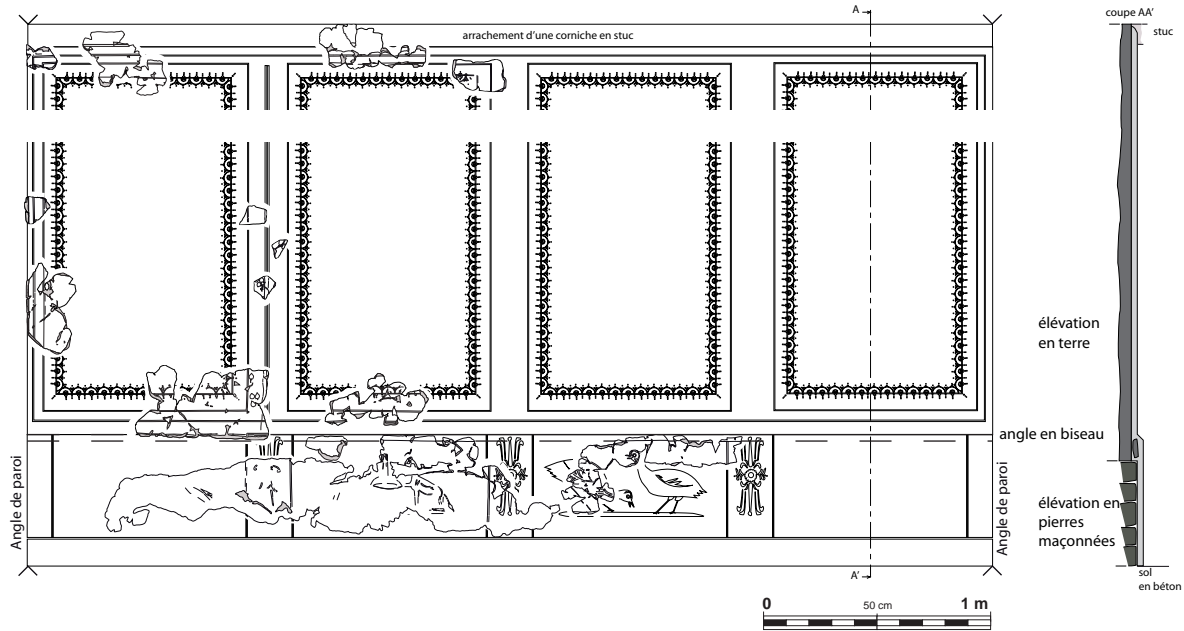 A
coupe AA'
stuc
arrachement d'une corniche en stuc
élévation
en terre
angle en biseau
Angle de paroi
Angle de paroi
élévation en
pierres
maçonnées
A'
sol
en béton
0
50 cm
1 m